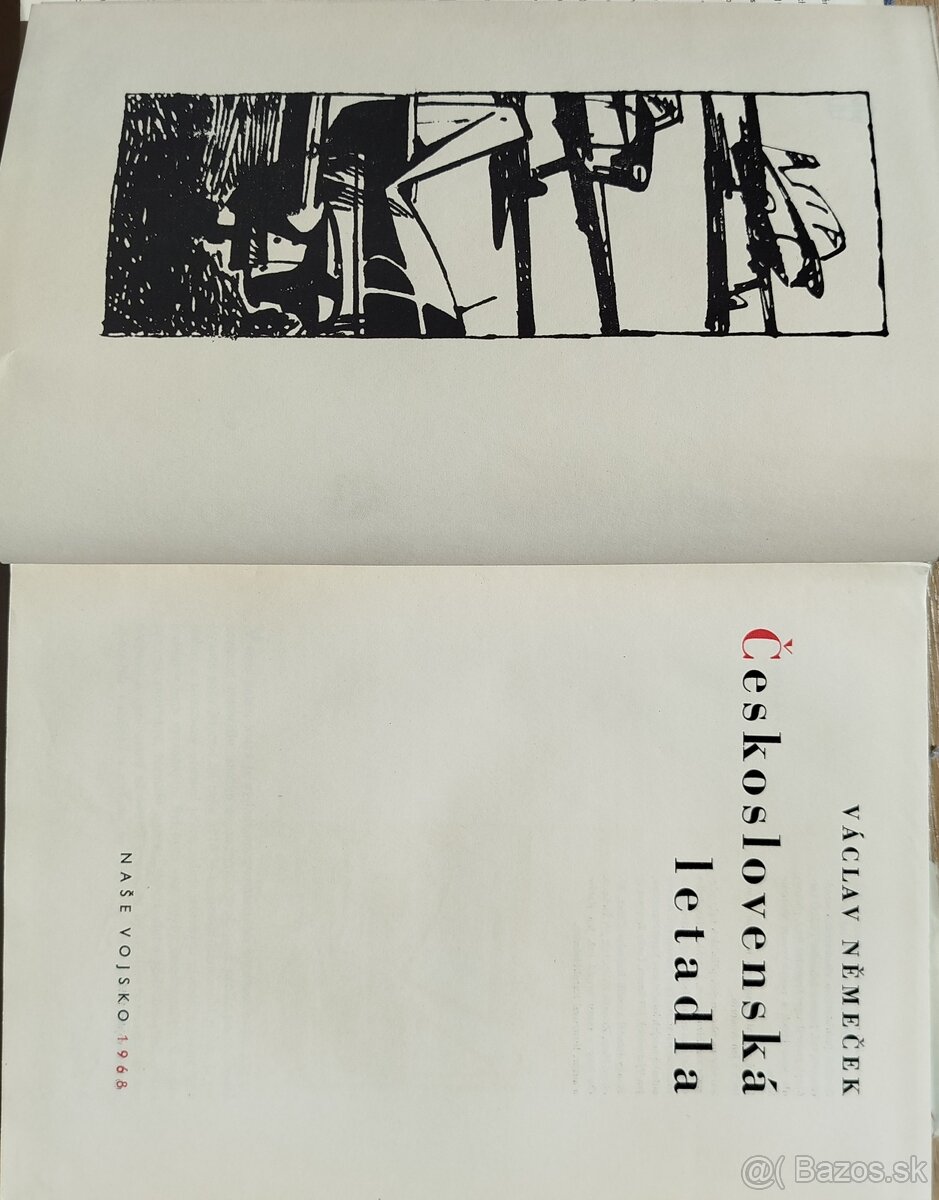 VÁCLAV NĚMEČEK
Československá
letadla
NAŠE VOJSKO 1968
@( Bazos.sk